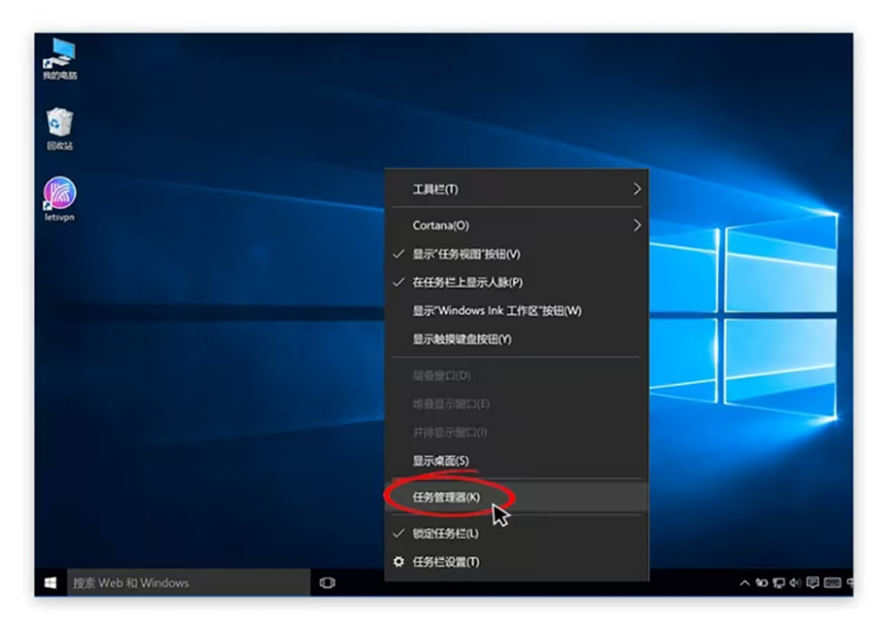 我的电脑
回收站
letsvpn
工具栏(T)
Cortana(O)
显示"任务视图"按钮(V)
在任务栏上显示人脉(P)
显示"Windows Ink 工作区"按钮(W)
显示触摸键盘按钮(Y)
层叠窗口(D)
堆叠显示窗口(E)
并排显示窗口(I)
显示桌面(S)
任务管理器(K)
锁定任务栏(L)
任务栏设置(T)
搜索 Web 和 Windows